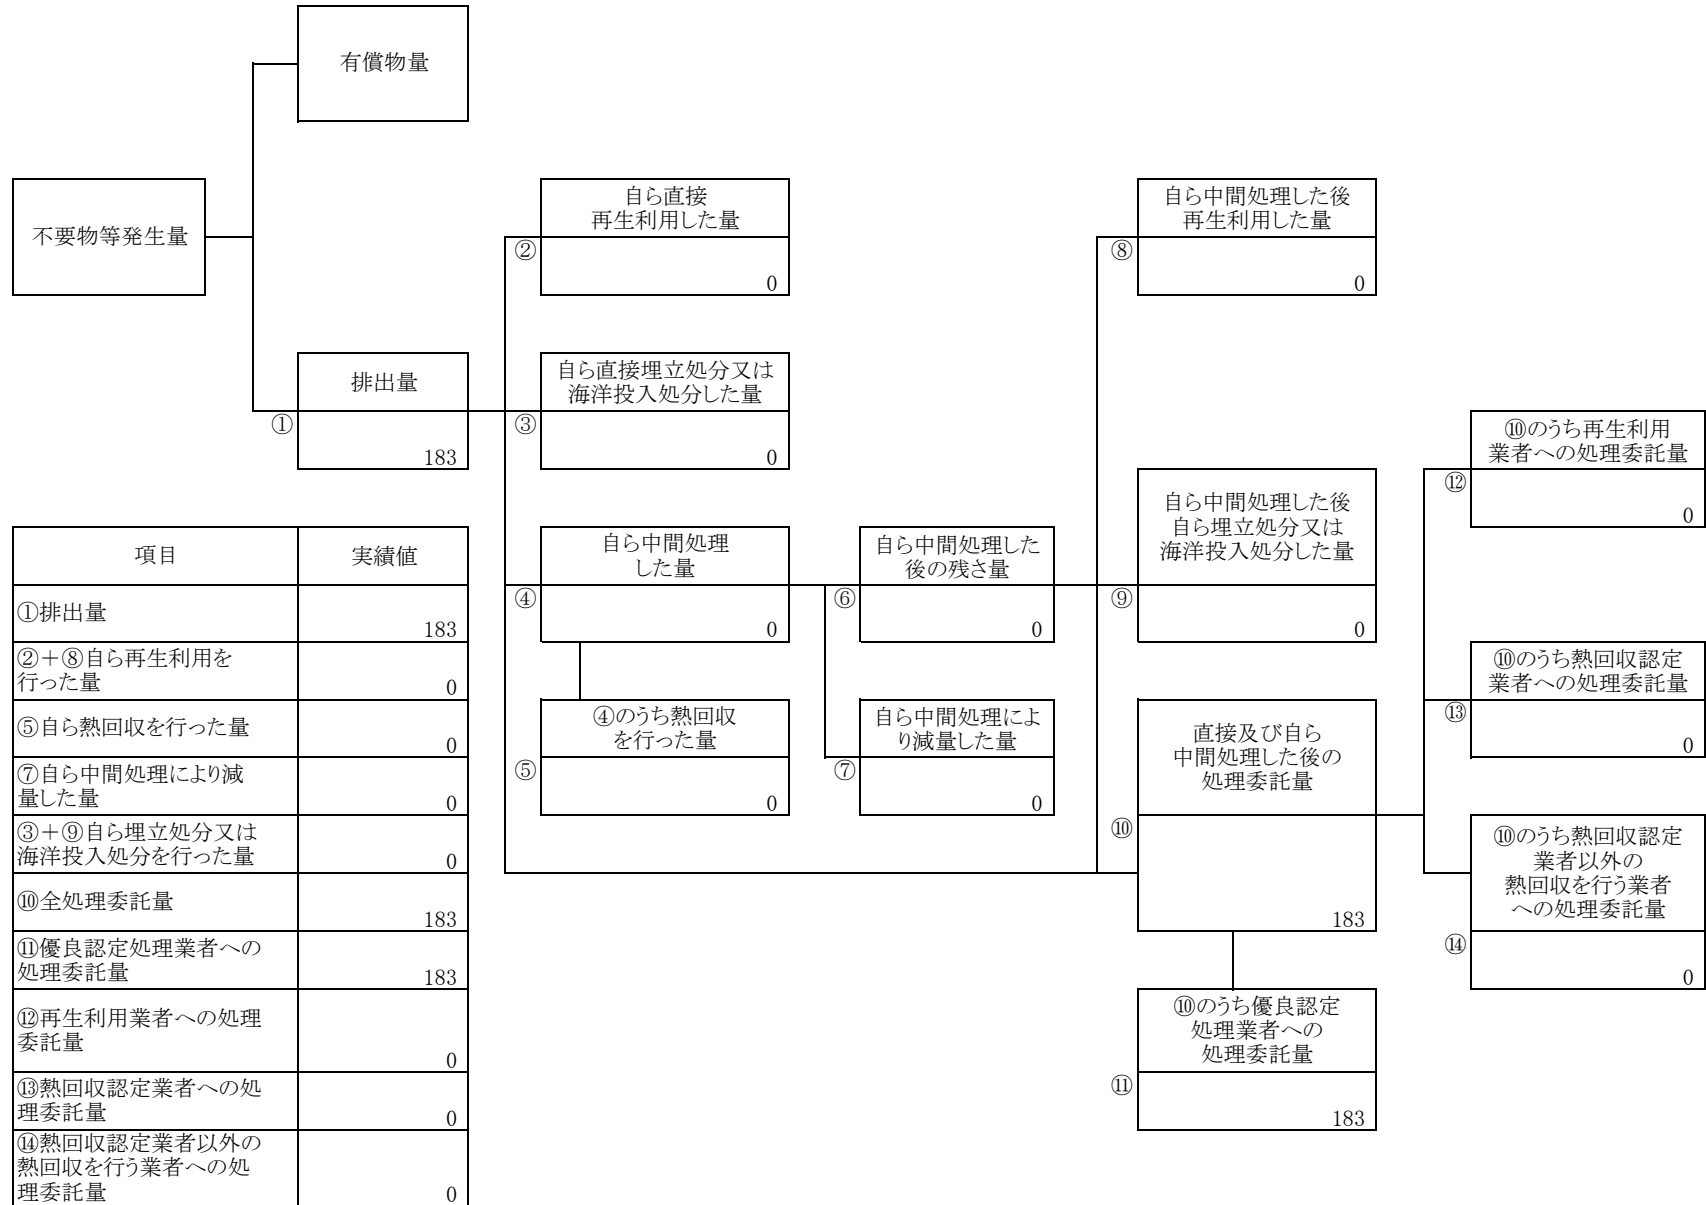 有償物量
不要物等発生量
自ら直接
再生利用した量
②
0
自ら中間処理した後
再生利用した量
⑧
0
排出量
①
183
自ら直接埋立処分又は
海洋投入処分した量
③
0
⑩のうち再生利用
業者への処理委託量
⑫
0
自ら中間処理した後
自ら埋立処分又は
海洋投入処分した量
⑨
0
自ら中間処理
した量
④
0
自ら中間処理した
後の残さ量
⑥
0
⑩のうち熱回収認定
業者への処理委託量
⑬
0
④のうち熱回収
を行った量
⑤
0
自ら中間処理によ
り減量した量
⑦
0
直接及び自ら
中間処理した後の
処理委託量
⑩
183
⑩のうち熱回収認定
業者以外の
熱回収を行う業者
への処理委託量
⑭
0
⑩のうち優良認定
処理業者への
処理委託量
⑪
183
項目 実績値
①排出量
183
②＋⑧自ら再生利用を
行った量
0
⑤自ら熱回収を行った量
0
⑦自ら中間処理により減
量した量
0
③＋⑨自ら埋立処分又は
海洋投入処分を行った量
0
⑩全処理委託量
183
⑪優良認定処理業者への
処理委託量
183
⑫再生利用業者への処理
委託量
0
⑬熱回収認定業者への処
理委託量
0
⑭熱回収認定業者以外の
熱回収を行う業者への処
理委託量
0